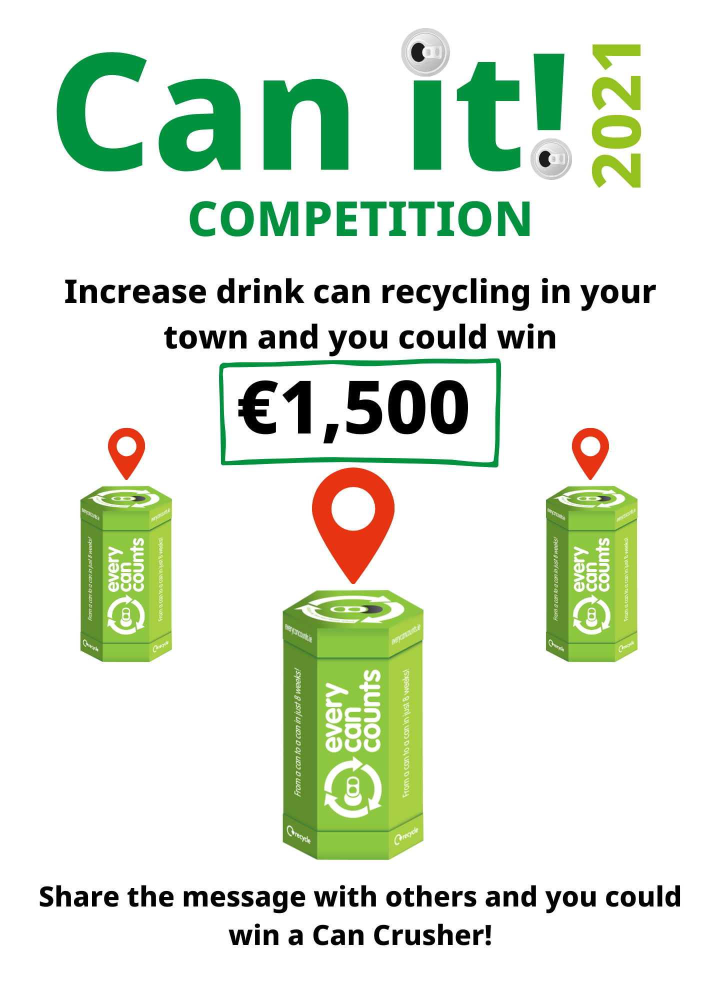 Can it!
2021
COMPETITION
Increase drink can recycling in your
town and you could win
€1,500
everycancounts.ie
everycancounts.ie
From a can to a can in just 8 weeks!
every
can
counts
From a can to a can in just 8 weeks!
recycle
recycle
everycancounts.ie
everycancounts.ie
From a can to a can in just 8 weeks!
every
can
counts
From a can to a can in just 8 weeks!
recycle
recycle
everycancounts.ie
everycancounts.ie
From a can to a can in just 8 weeks!
every
can
counts
From a can to a can in just 8 weeks!
recycle
recycle
Share the message with others and you could
win a Can Crusher!